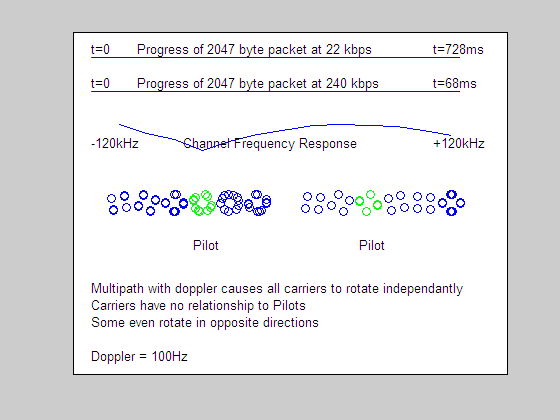 t=0 Progress of 2047 byte packet at 22 kbps t=728ms
t=0 Progress of 2047 byte packet at 240 kbps t=68ms
-120kHz Channel Frequency Response +120kHz
Pilot Pilot
Multipath with doppler causes all carriers to rotate independantly
Carriers have no relationship to Pilots
Some even rotate in opposite directions
Doppler = 100Hz